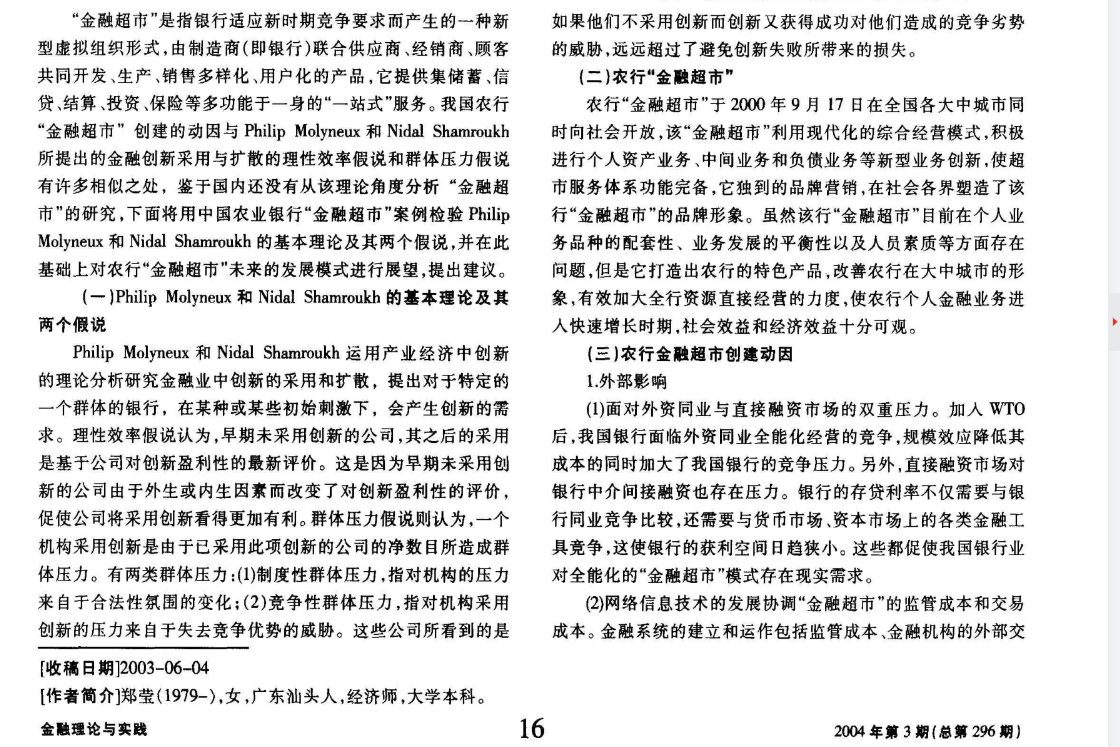 “金融超市”是指银行适应新时期竞争要求而产生的一种新
型虚拟组织形式,由制造商(即银行)联合供应商、经销商、顾客
共同开发、生产、销售多样化、用户化的产品,它提供集储蓄、信
贷、结算、投资、保险等多功能于一身的“一站式”服务。我国农行
“金融超市” 创建的动因与 Philip Molyneux 和 Nidal Shamroukh
所提出的金融创新采用与扩散的理性效率假说和群体压力假说
有许多相似之处，鉴于国内还没有从该理论角度分析 “金融超
市”的研究,下面将用中国农业银行“金融超市”案例检验 Philip
Molyneux 和 Nidal Shamroukh 的基本理论及其两个假说,并在此
基础上对农行“金融超市”未来的发展模式进行展望,提出建议。
(一)Philip Molyneux 和 Nidal Shamroukh 的基本理论及其
两个假说
Philip Molyneux 和 Nidal Shamroukh 运用产业经济中创新
的理论分析研究金融业中创新的采用和扩散，提出对于特定的
一个群体的银行，在某种或某些初始刺激下，会产生创新的需
求。理性效率假说认为,早期未采用创新的公司,其之后的采用
是基于公司对创新盈利性的最新评价。这是因为早期未采用创
新的公司由于外生或内生因素而改变了对创新盈利性的评价，
促使公司将采用创新看得更加有利。群体压力假说则认为,一个
机构采用创新是由于已采用此项创新的公司的净数目所造成群
体压力。有两类群体压力:(1)制度性群体压力,指对机构的压力
来自于合法性氛围的变化;(2)竞争性群体压力,指对机构采用
创新的压力来自于失去竞争优势的威胁。这些公司所看到的是
如果他们不采用创新而创新又获得成功对他们造成的竞争劣势
的威胁,远远超过了避免创新失败所带来的损失。
(二)农行“金融超市”
农行“金融超市”于 2000 年 9 月 17 日在全国各大中城市同
时向社会开放,该“金融超市”利用现代化的综合经营模式,积极
进行个人资产业务、中间业务和负债业务等新型业务创新,使超
市服务体系功能完备,它独到的品牌营销,在社会各界塑造了该
行“金融超市”的品牌形象。虽然该行“金融超市”目前在个人业
务品种的配套性、业务发展的平衡性以及人员素质等方面存在
问题,但是它打造出农行的特色产品,改善农行在大中城市的形
象,有效加大全行资源直接经营的力度,使农行个人金融业务进
入快速增长时期,社会效益和经济效益十分可观。
(三)农行金融超市创建动因
1.外部影响
(1)面对外资同业与直接融资市场的双重压力。加入 WTO
后,我国银行面临外资同业全能化经营的竞争,规模效应降低其
成本的同时加大了我国银行的竞争压力。另外,直接融资市场对
银行中介间接融资也存在压力。银行的存贷利率不仅需要与银
行同业竞争比较,还需要与货币市场、资本市场上的各类金融工
具竞争,这使银行的获利空间日趋狭小。这些都促使我国银行业
对全能化的“金融超市”模式存在现实需求。
(2)网络信息技术的发展协调“金融超市”的监管成本和交易
成本。金融系统的建立和运作包括监管成本、金融机构的外部交
[收稿日期]2003-06-04
[作者简介]郑莹(1979-),女,广东汕头人,经济师,大学本科。
金融理论与实践
16
2004 年第 3 期(总第 296 期)